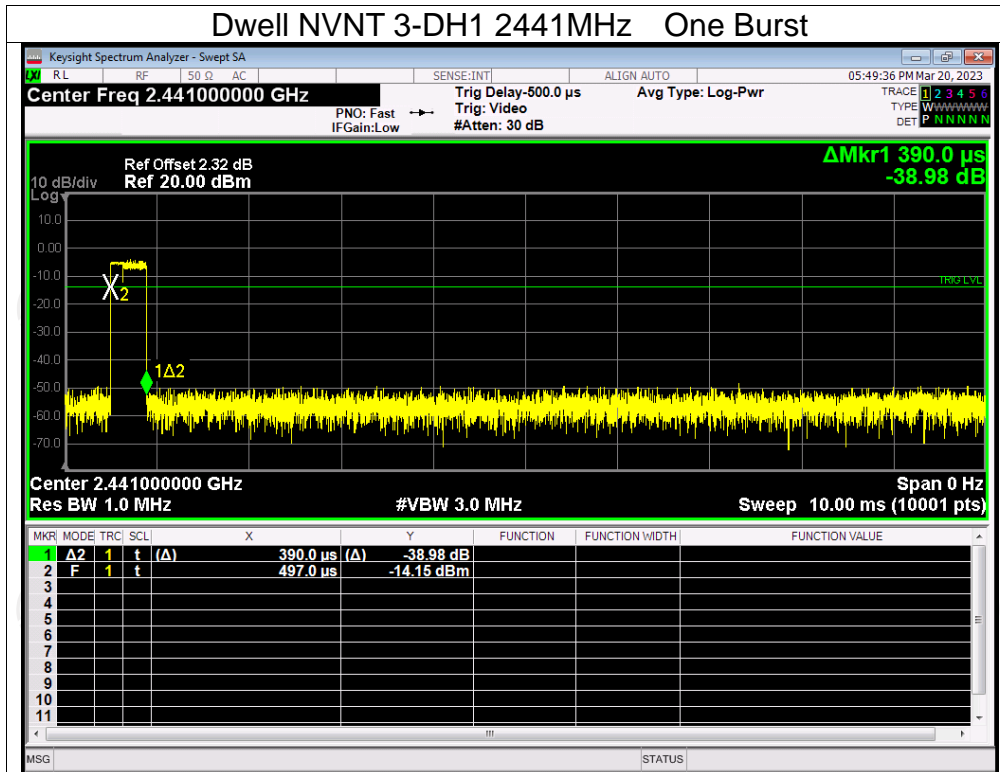 Dwell NVNT 3-DH1 2441MHz One Burst
Keysight Spectrum Analyzer - Swept SA
LXI RL RF 50 Ω AC SENSE:INT ALIGN AUTO 05:49:36 PM Mar 20, 2023
Center Freq 2.441000000 GHz Trig Delay-500.0 µs Avg Type: Log-Pwr TRACE 1 2 3 4 5 6
PNO: Fast Trig: Video TYPE WWWWWW
IFGain:Low #Atten: 30 dB DET P N N N N N
ΔMkr1 390.0 µs
-38.98 dB
Ref Offset 2.32 dB
10 dB/div Ref 20.00 dBm
Log
10.0
0.00
-10.0
TRIG LVL
X2
-20.0
-30.0
-40.0
1Δ2
-50.0
-60.0
-70.0
Center 2.441000000 GHz Span 0 Hz
Res BW 1.0 MHz #VBW 3.0 MHz Sweep 10.00 ms (10001 pts)
MKR MODE TRC SCL X Y FUNCTION FUNCTION WIDTH FUNCTION VALUE
1 Δ2 1 t (Δ) 390.0 µs (Δ) -38.98 dB
2 F 1 t 497.0 µs -14.15 dBm
3
4
5
6
7
8
9
10
11
MSG STATUS